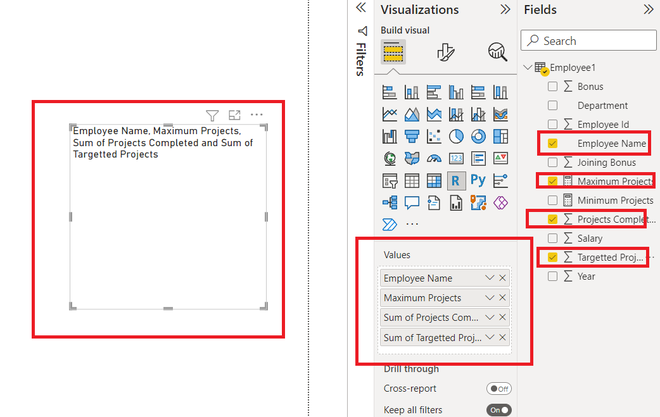 Employee Name, Maximum Projects,
Sum of Projects Completed and Sum of
Targetted Projects
Filters
Visualizations
Build visual
123
R
Py
Values
Employee Name
Maximum Projects
Sum of Projects Com...
Sum of Targetted Proj...
Drill through
Cross-report
Off
Keep all filters
On
Fields
Search
Employee1
Bonus
Department
Employee Id
Employee Name
Joining Bonus
Maximum Projects
Minimum Projects
Projects Complet...
Salary
Targetted Proj...
Year